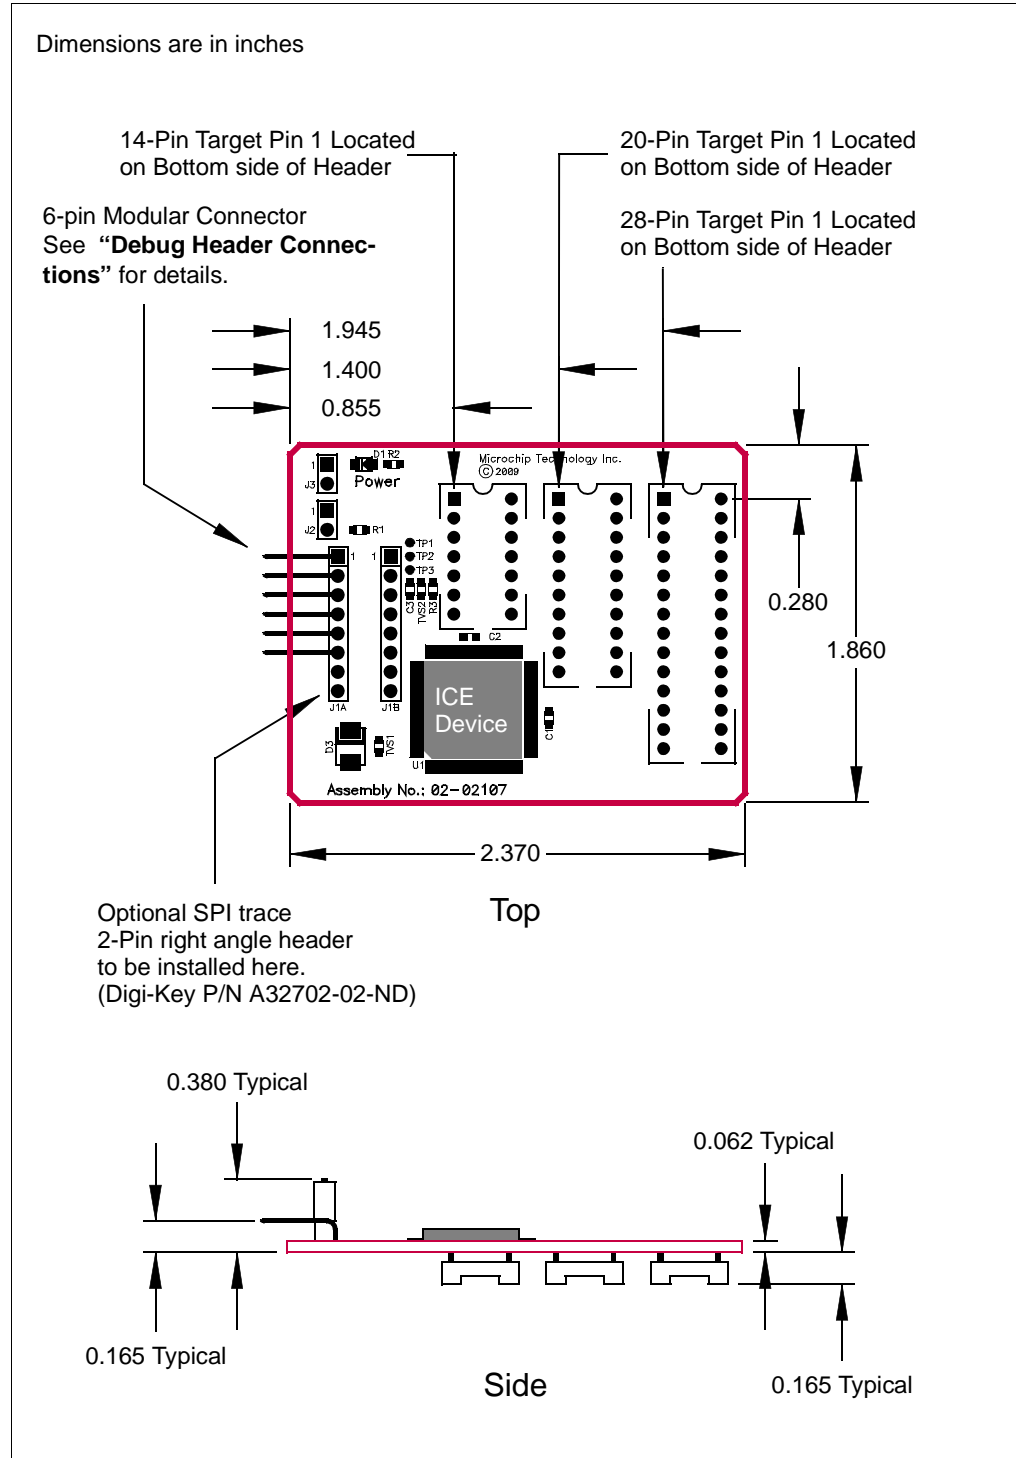 Dimensions are in inches
14-Pin Target Pin 1 Located
on Bottom side of Header
20-Pin Target Pin 1 Located
on Bottom side of Header
6-pin Modular Connector
See “Debug Header Connec-
tions” for details.
28-Pin Target Pin 1 Located
on Bottom side of Header
1.945
1.400
0.855
D1 R2
Microchip Technology Inc.
© 2009
1
J3
Power
1
J2
R1
1
1
TP1
TP2
TP3
C3
TVS2
R3
0.280
C2
1.860
ICE
Device
J1A
J1B
D3
TVS1
U1
C1
Assembly No.: 02-02107
2.370
Top
Optional SPI trace
2-Pin right angle header
to be installed here.
(Digi-Key P/N A32702-02-ND)
0.380 Typical
0.062 Typical
0.165 Typical
0.165 Typical
Side